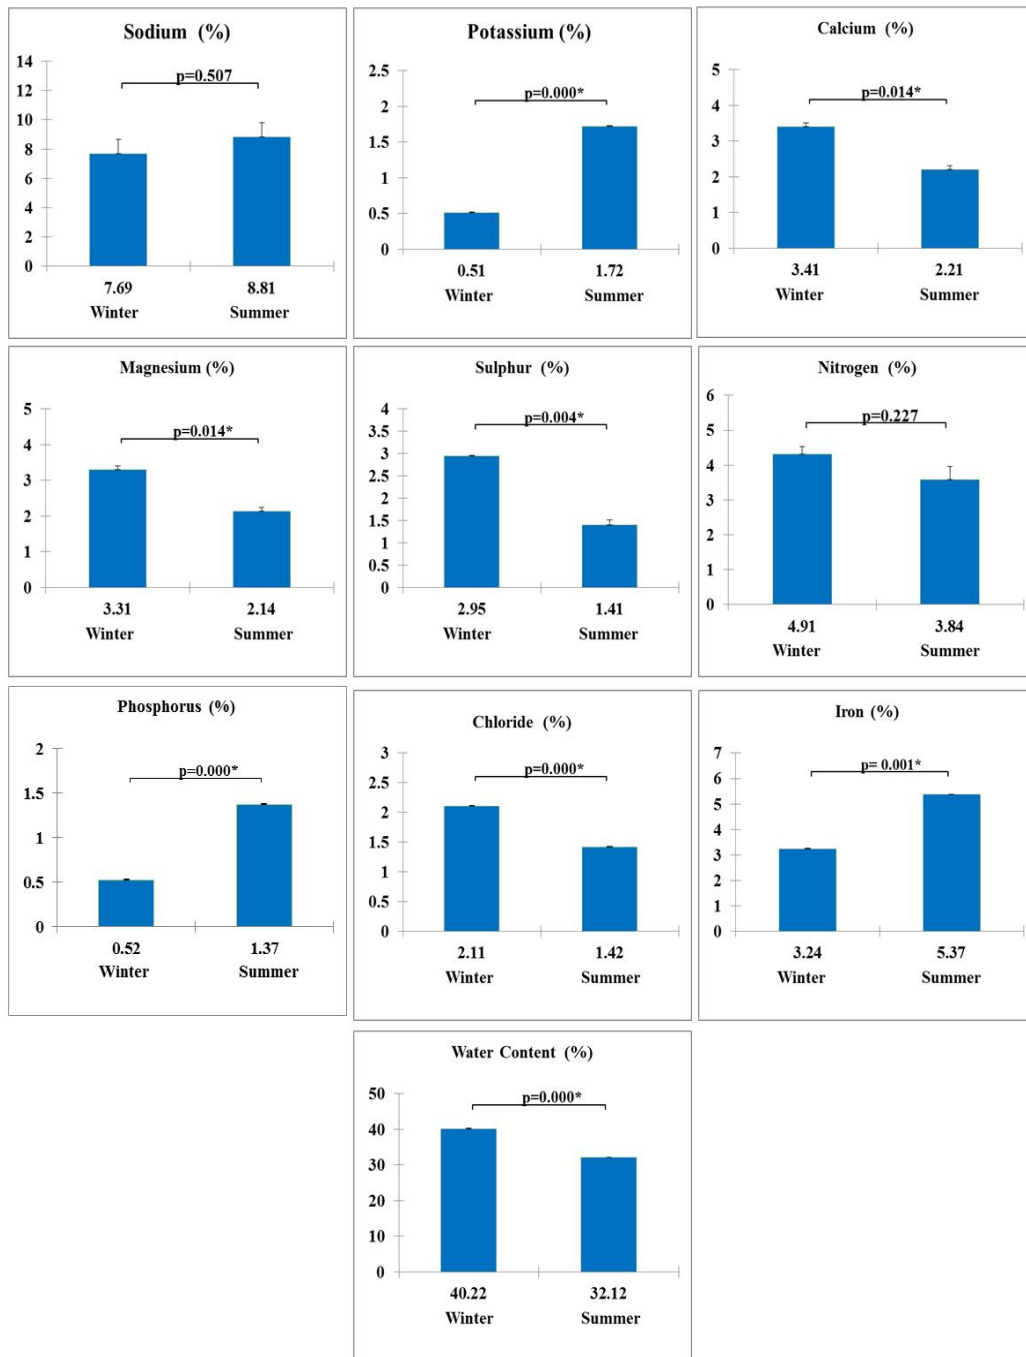 Sodium (%)
14
12
10
8
6
4
2
0
p=0.507
7.69 8.81
Winter Summer
Potassium (%)
2.5
2
1.5
1
0.5
0
p=0.000*
0.51 1.72
Winter Summer
Calcium (%)
5
4
3
2
1
0
p=0.014*
3.41 2.21
Winter Summer
Magnesium (%)
5
4
3
2
1
0
p=0.014*
3.31 2.14
Winter Summer
Sulphur (%)
4
3.5
3
2.5
2
1.5
1
0.5
0
p=0.004*
2.95 1.41
Winter Summer
Nitrogen (%)
6
5
4
3
2
1
0
p=0.227
4.91 3.84
Winter Summer
Phosphorus (%)
2
1.5
1
0.5
0
p=0.000*
0.52 1.37
Winter Summer
Chloride (%)
3
2.5
2
1.5
1
0.5
0
p=0.000*
2.11 1.42
Winter Summer
Iron (%)
7
6
5
4
3
2
1
0
p= 0.001*
3.24 5.37
Winter Summer
Water Content (%)
50
40
30
20
10
0
p=0.000*
40.22 32.12
Winter Summer